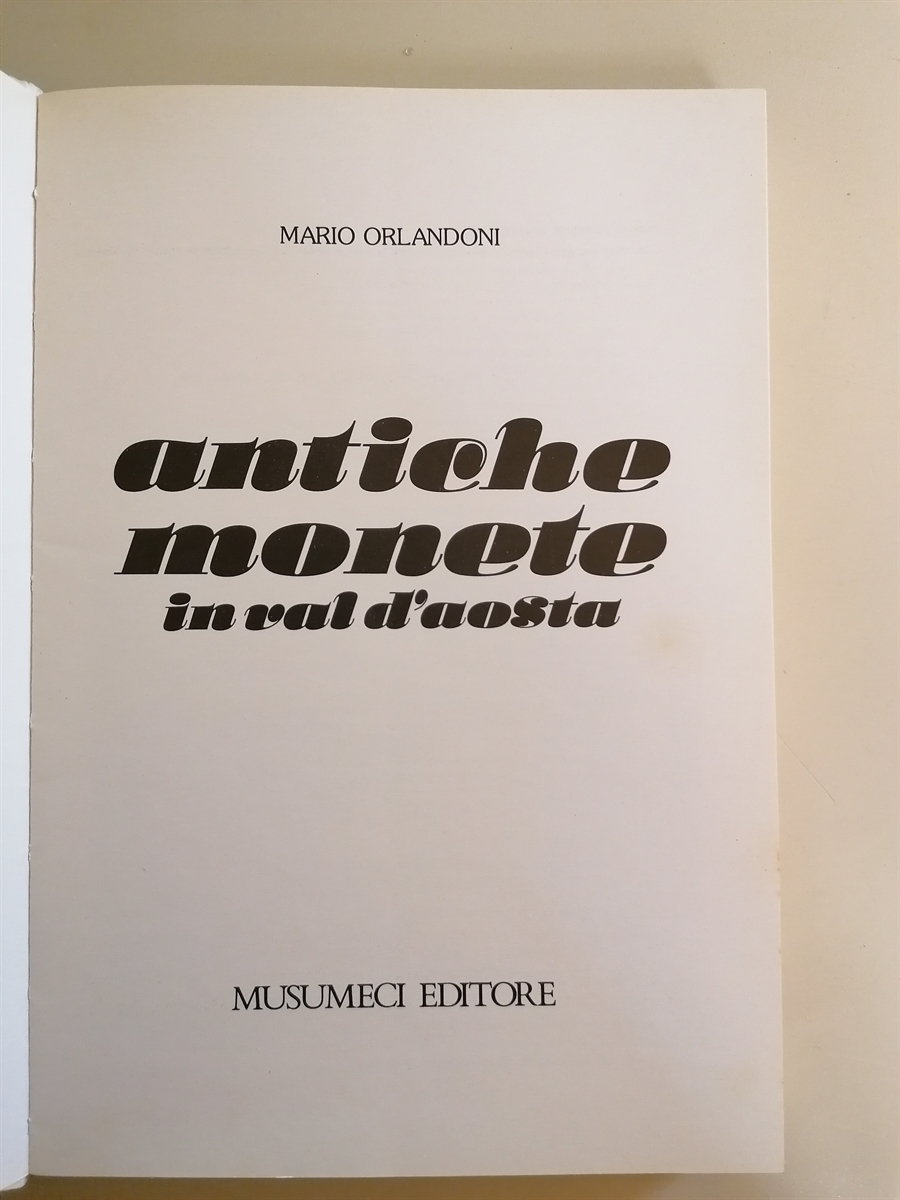 MARIO ORLANDONI
antiche
monete
in val d'aosta
MUSUMECI EDITORE